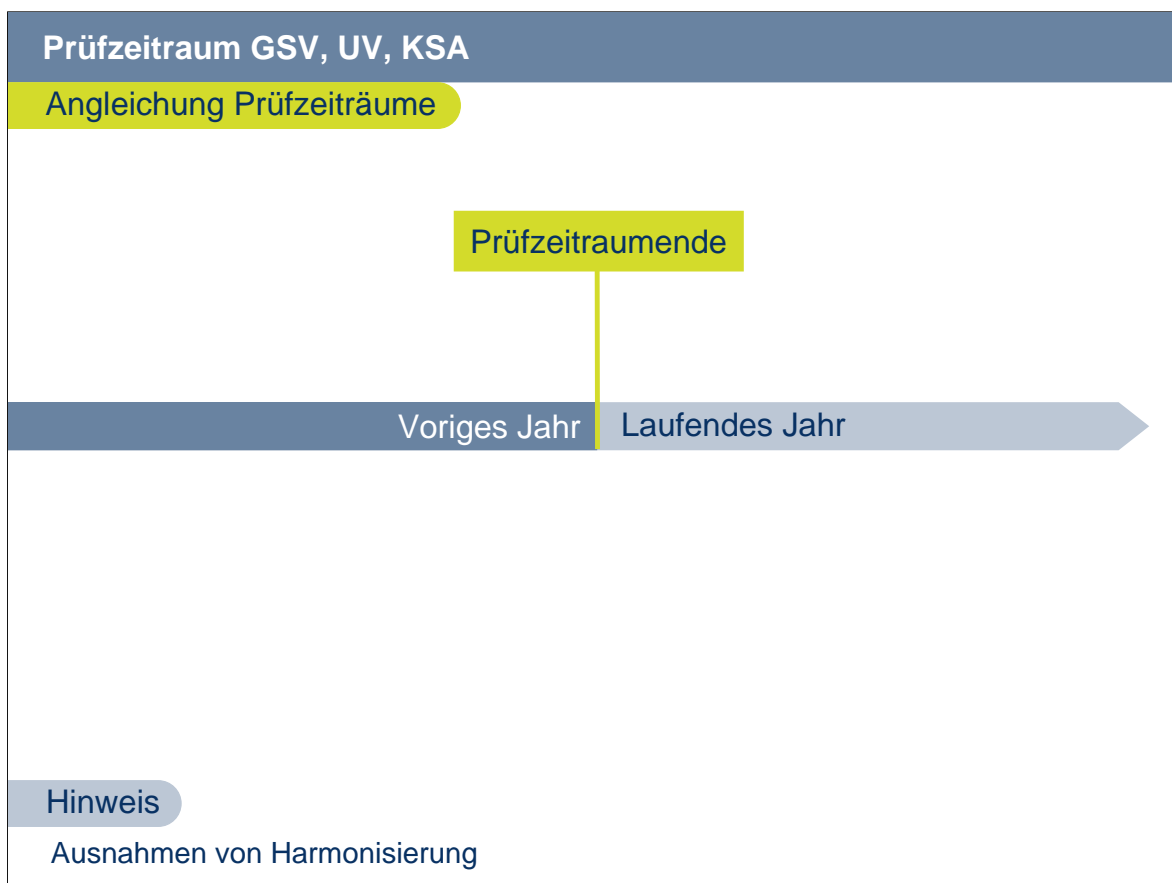 Prüfzeitraum GSV, UV, KSA
Angleichung Prüfzeiträume
Prüfzeitraumende
Voriges Jahr
Laufendes Jahr
Hinweis
Ausnahmen von Harmonisierung